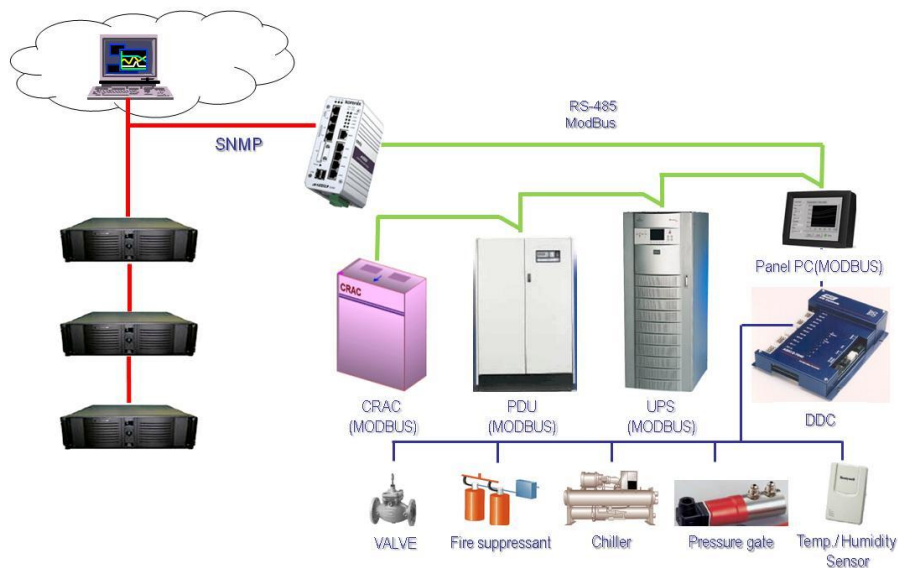 RS-485
ModBus
SNMP
Panel PC(MODBUS)
CRAC
CRAC
(MODBUS)
PDU
(MODBUS)
UPS
(MODBUS)
DDC
VALVE
Fire suppressant
Chiller
Pressure gate
Temp./Humidity
Sensor
Honeywell